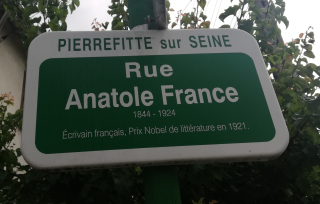 PIERREFITTE sur SEINE
Rue
Anatole France
1844 - 1924
Écrivain français, Prix Nobel de littérature en 1921.